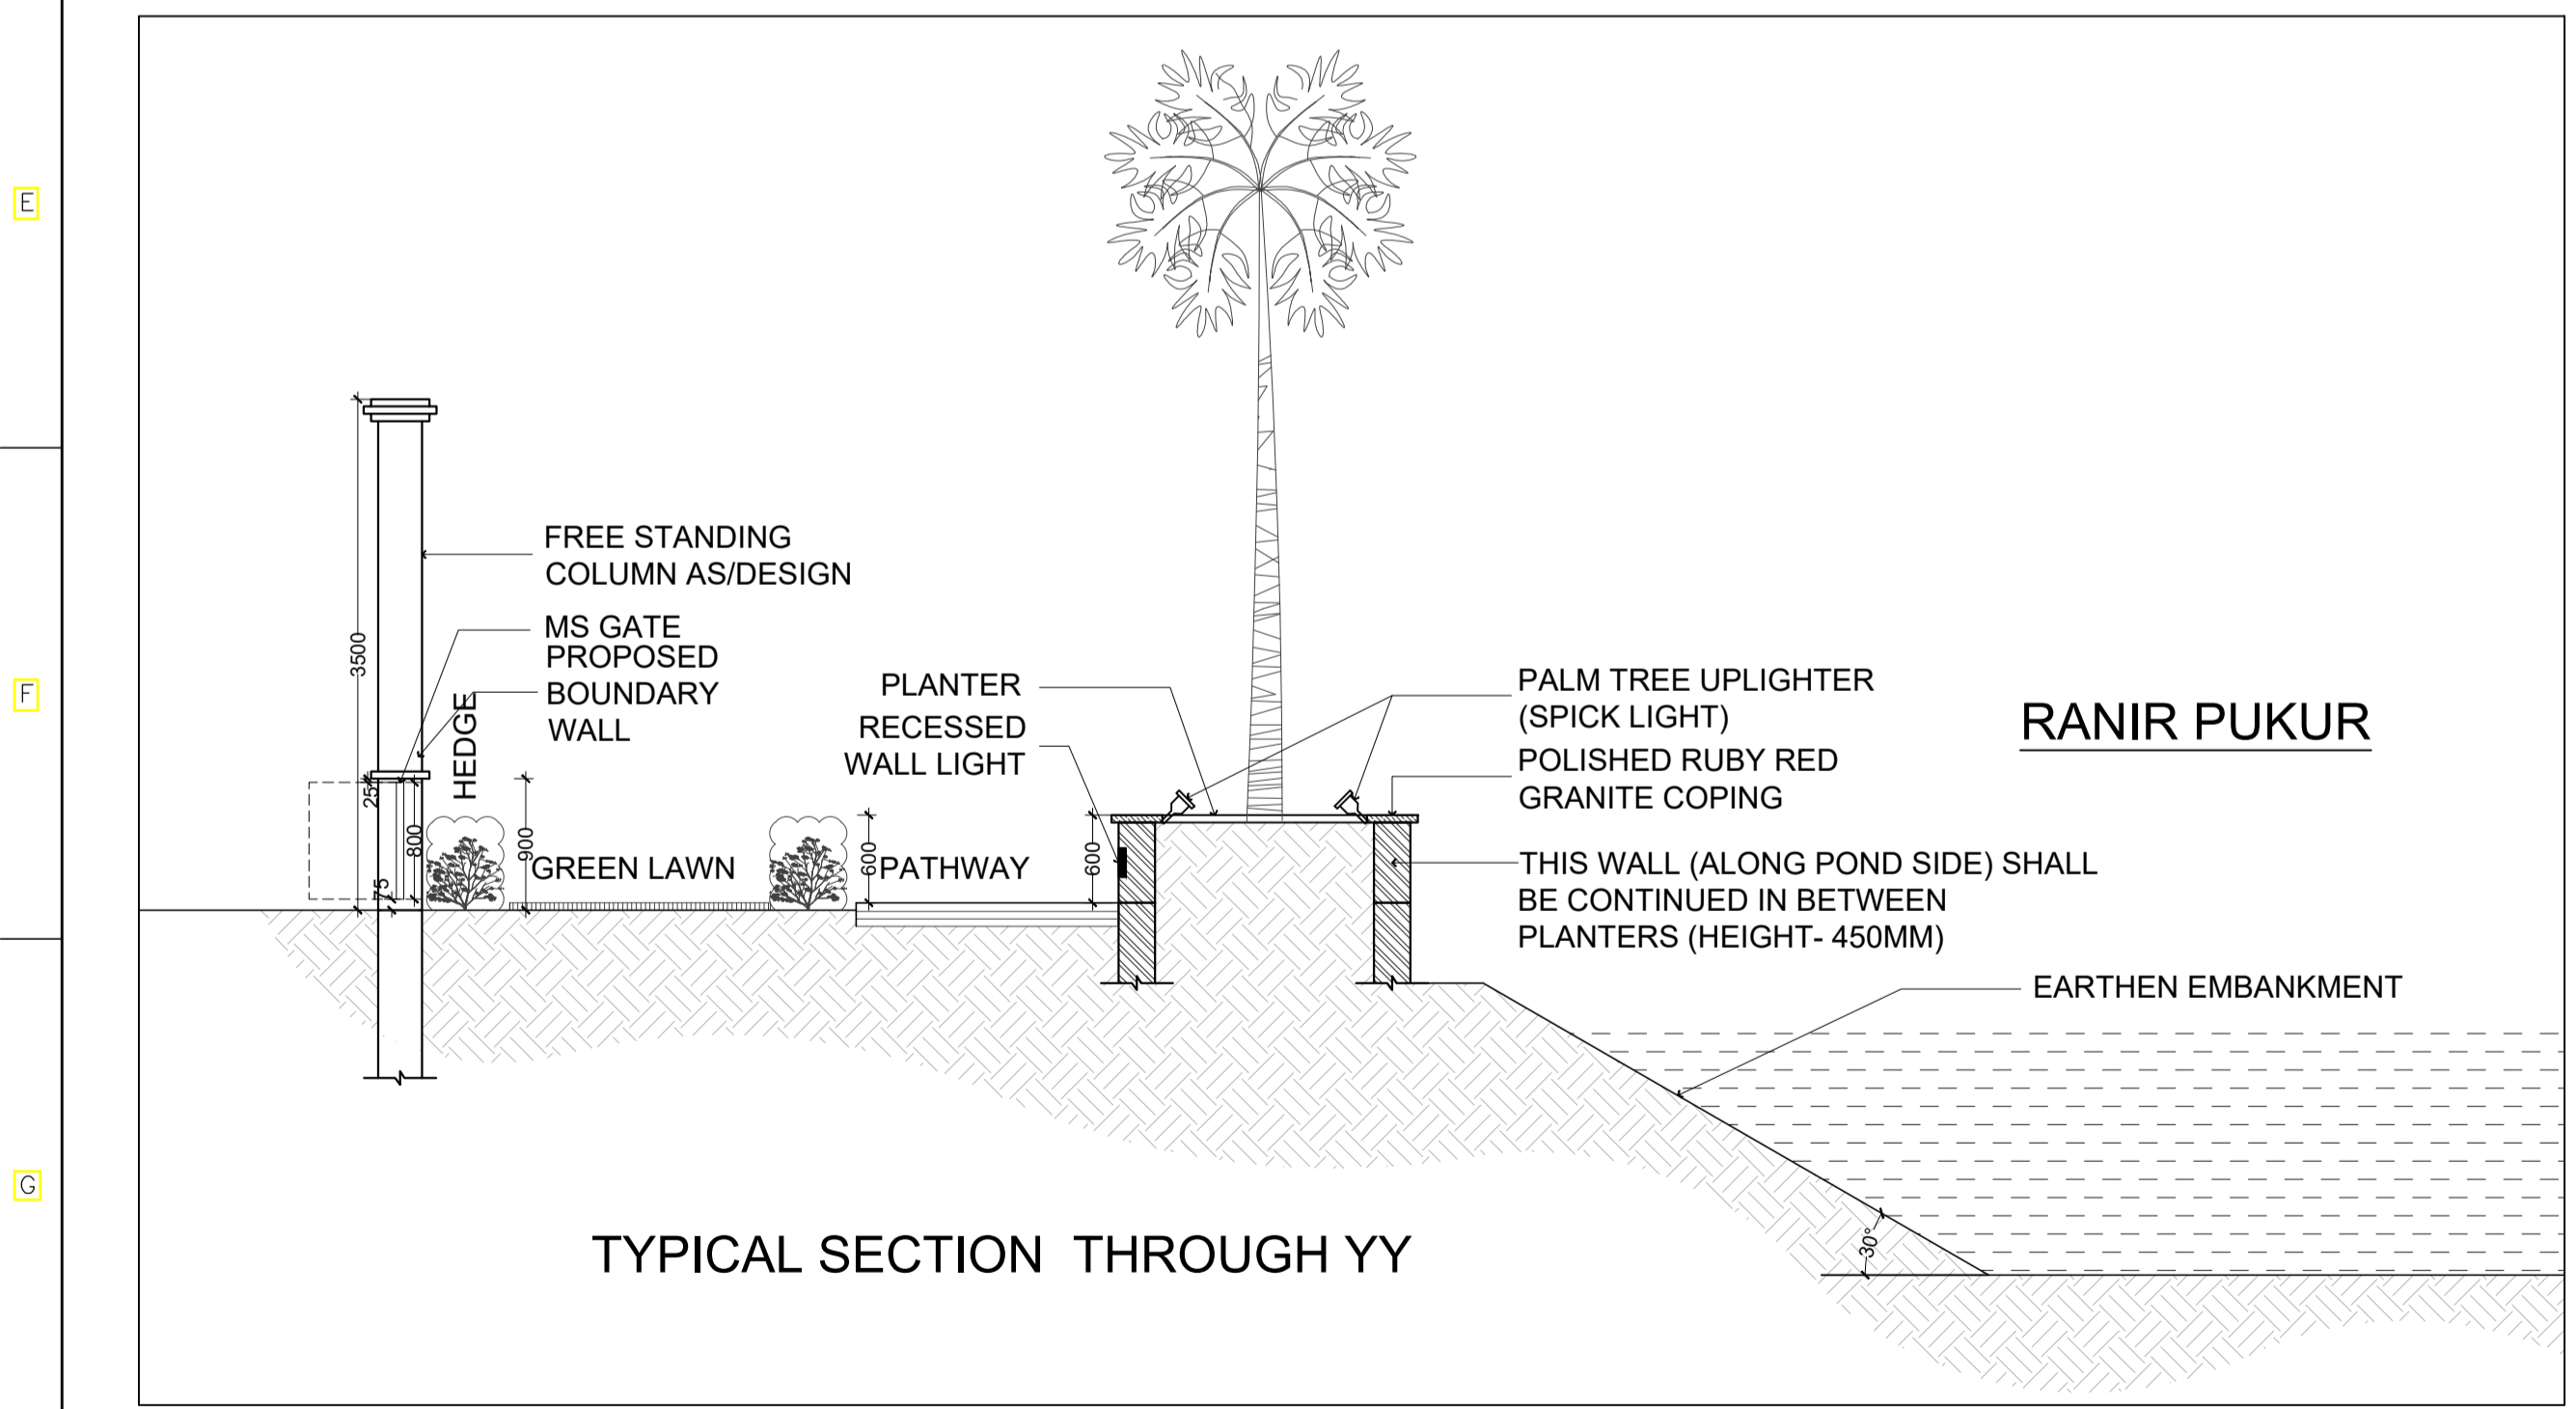 E
F
G
FREE STANDING
COLUMN AS/DESIGN
MS GATE
PROPOSED
BOUNDARY
WALL
HEDGE
3500
25
800
75
900
GREEN LAWN
600
PATHWAY
600
PLANTER
RECESSED
WALL LIGHT
PALM TREE UPLIGHTER
(SPICK LIGHT)
POLISHED RUBY RED
GRANITE COPING
THIS WALL (ALONG POND SIDE) SHALL
BE CONTINUED IN BETWEEN
PLANTERS (HEIGHT- 450MM)
RANIR PUKUR
EARTHEN EMBANKMENT
30°
TYPICAL SECTION THROUGH YY